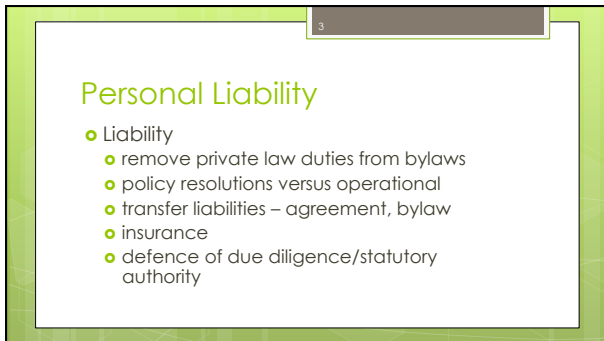 3
Personal Liability
Liability
remove private law duties from bylaws
policy resolutions versus operational
transfer liabilities – agreement, bylaw
insurance
defence of due diligence/statutory
authority